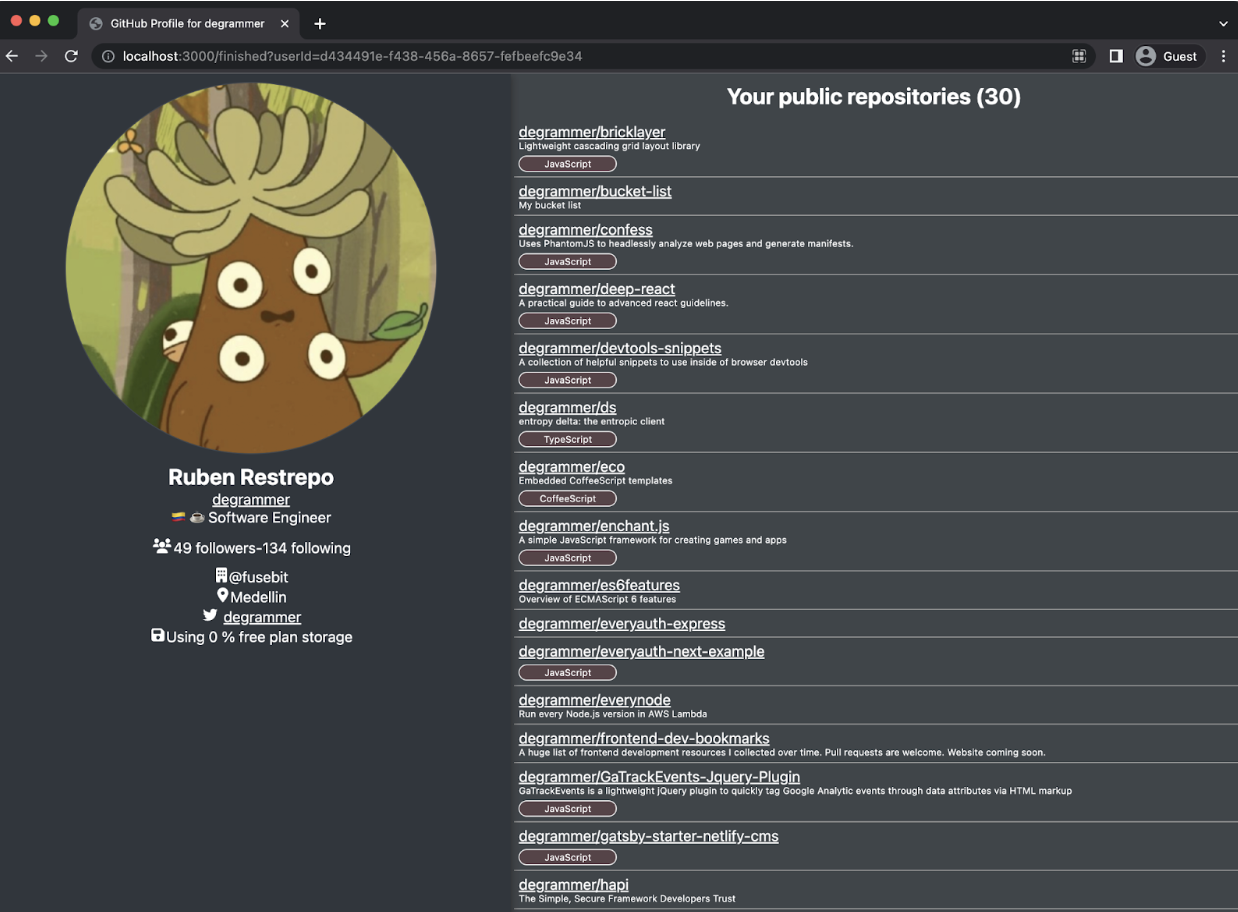 GitHub Profile for degrammer
localhost:3000/finished?userId=d434491e-f438-456a-8657-fefbeefc9e34
Guest
Ruben Restrepo
degrammer
🇨🇴 ☕ Software Engineer
49 followers-134 following
@fusebit
Medellin
degrammer
Using 0 % free plan storage
Your public repositories (30)
degrammer/bricklayer
Lightweight cascading grid layout library
JavaScript
degrammer/bucket-list
My bucket list
degrammer/confess
Uses PhantomJS to headlessly analyze web pages and generate manifests.
JavaScript
degrammer/deep-react
A practical guide to advanced react guidelines.
JavaScript
degrammer/devtools-snippets
A collection of helpful snippets to use inside of browser devtools
JavaScript
degrammer/ds
entropy delta: the entropic client
TypeScript
degrammer/eco
Embedded CoffeeScript templates
CoffeeScript
degrammer/enchant.js
A simple JavaScript framework for creating games and apps
JavaScript
degrammer/es6features
Overview of ECMAScript 6 features
degrammer/everyauth-express
degrammer/everyauth-next-example
JavaScript
degrammer/everynode
Run every Node.js version in AWS Lambda
degrammer/frontend-dev-bookmarks
A huge list of frontend development resources I collected over time. Pull requests are welcome. Website coming soon.
degrammer/GaTrackEvents-Jquery-Plugin
GaTrackEvents is a lightweight jQuery plugin to quickly tag Google Analytic events through data attributes via HTML markup
JavaScript
degrammer/gatsby-starter-netlify-cms
JavaScript
degrammer/hapi
The Simple, Secure Framework Developers Trust